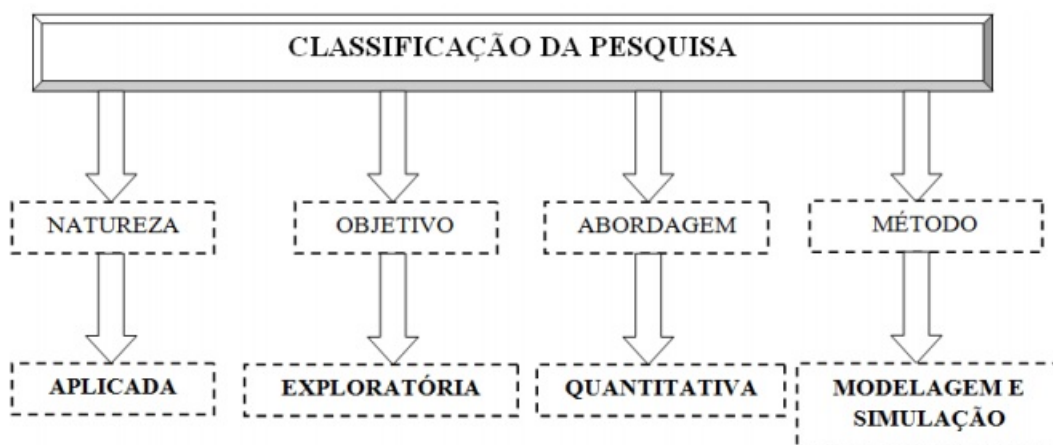 CLASSIFICAÇÃO DA PESQUISA
NATUREZA
OBJETIVO
ABORDAGEM
MÉTODO
APLICADA
EXPLORATÓRIA
QUANTITATIVA
MODELAGEM E
SIMULAÇÃO